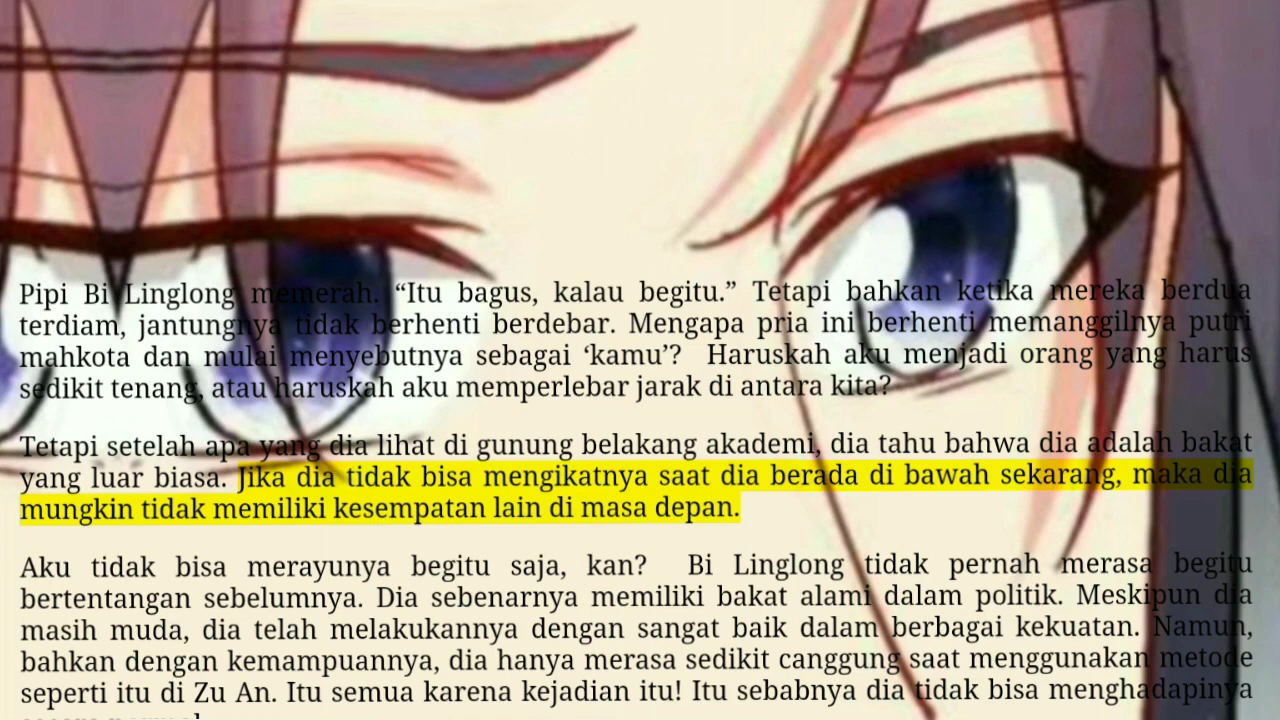 Pipi Bi Linglong memerah. “Itu bagus, kalau begitu.” Tetapi bahkan ketika mereka berdua
terdiam, jantungnya tidak berhenti berdebar. Mengapa pria ini berhenti memanggilnya putri
mahkota dan mulai menyebutnya sebagai ‘kamu’? Haruskah aku menjadi orang yang harus
sedikit tenang, atau haruskah aku memperlebar jarak di antara kita?
Tetapi setelah apa yang dia lihat di gunung belakang akademi, dia tahu bahwa dia adalah bakat
yang luar biasa. Jika dia tidak bisa mengikatnya saat dia berada di bawah sekarang, maka dia
mungkin tidak memiliki kesempatan lain di masa depan.
Aku tidak bisa merayunya begitu saja, kan? Bi Linglong tidak pernah merasa begitu
bertentangan sebelumnya. Dia sebenarnya memiliki bakat alami dalam politik. Meskipun dia
masih muda, dia telah melakukannya dengan sangat baik dalam berbagai kekuatan. Namun,
bahkan dengan kemampuannya, dia hanya merasa sedikit canggung saat menggunakan metode
seperti itu di Zu An. Itu semua karena kejadian itu! Itu sebabnya dia tidak bisa menghadapinya